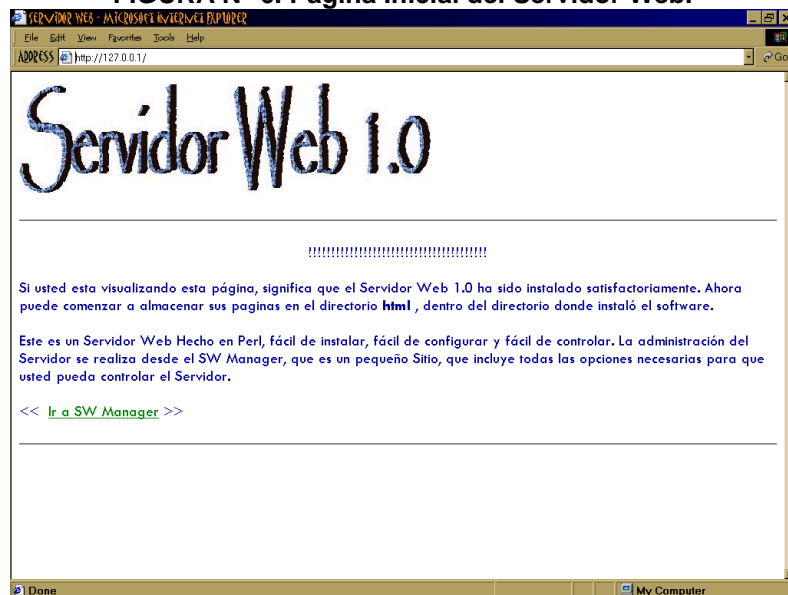 FIGURA N° 6. Página Inicial del Servidor Web.
SERVIDOR WEB - MICROSOFT INTERNET EXPLORER
File Edit View Favorites Tools Help
ADDRESS http://127.0.0.1/ Go
Servidor Web 1.0
!!!!!!!!!!!!!!!!!!!!!!!!!!!!!!!!!!!!!!!
Si usted esta visualizando esta página, significa que el Servidor Web 1.0 ha sido instalado satisfactoriamente. Ahora
puede comenzar a almacenar sus paginas en el directorio html , dentro del directorio donde instaló el software.
Este es un Servidor Web Hecho en Perl, fácil de instalar, fácil de configurar y fácil de controlar. La administración del
Servidor se realiza desde el SW Manager, que es un pequeño Sitio, que incluye todas las opciones necesarias para que
usted pueda controlar el Servidor.
<< Ir a SW Manager >>
Done My Computer